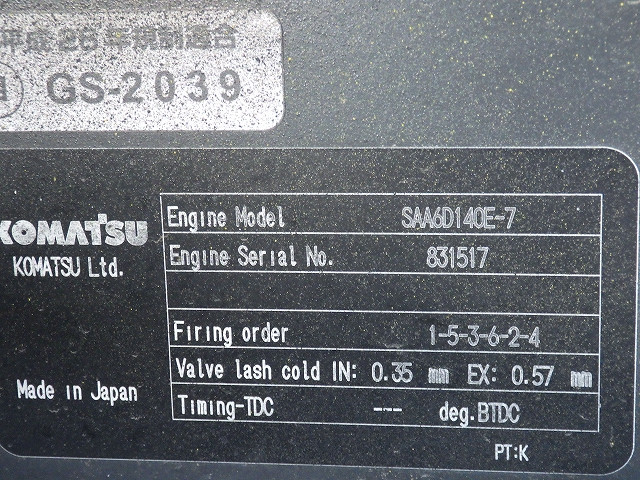 平成26年規制適合
GS-2039
KOMATSU
KOMATSU Ltd.
Made in Japan
Engine Model SAA6D140E-7
Engine Serial No. 831517
Firing order 1-5-3-6-2-4
Valve lash cold IN: 0.35 mm EX: 0.57 mm
Timing-TDC --- deg.BTDC
PT:K